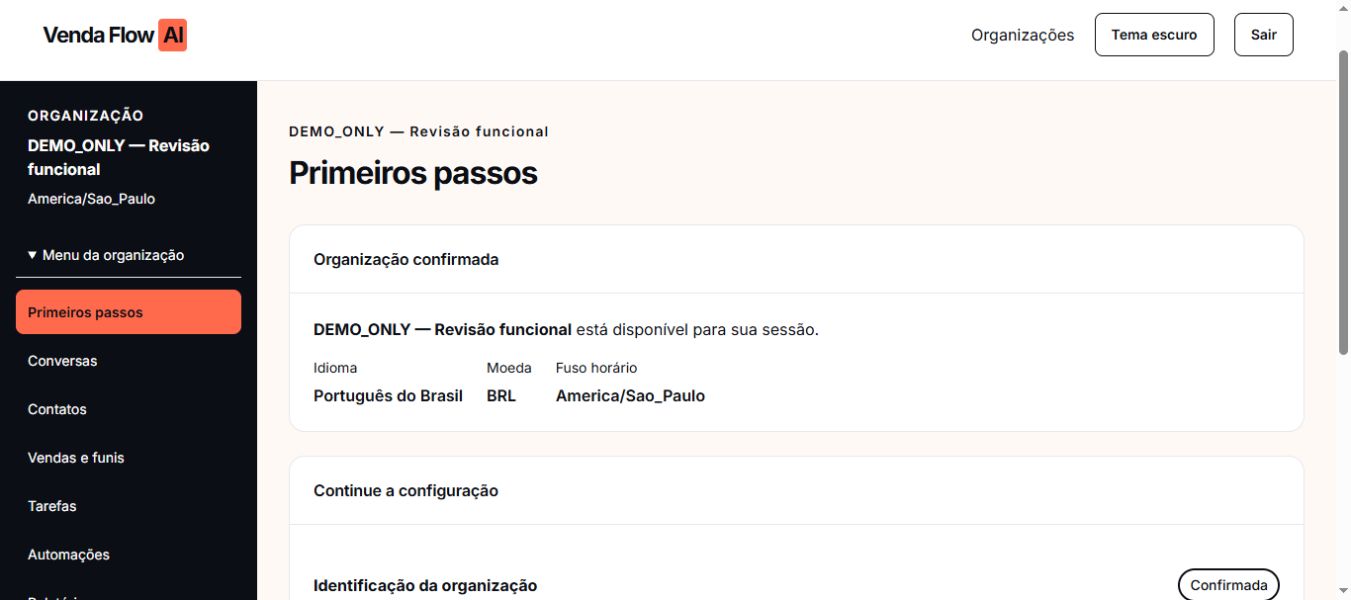 Venda Flow AI
Organizações
Tema escuro
Sair
ORGANIZAÇÃO
DEMO_ONLY — Revisão
funcional
America/Sao_Paulo
▼ Menu da organização
Primeiros passos
Conversas
Contatos
Vendas e funis
Tarefas
Automações
DEMO_ONLY — Revisão funcional
Primeiros passos
Organização confirmada
DEMO_ONLY — Revisão funcional está disponível para sua sessão.
Idioma Moeda Fuso horário
Português do Brasil BRL America/Sao_Paulo
Continue a configuração
Identificação da organização
Confirmada